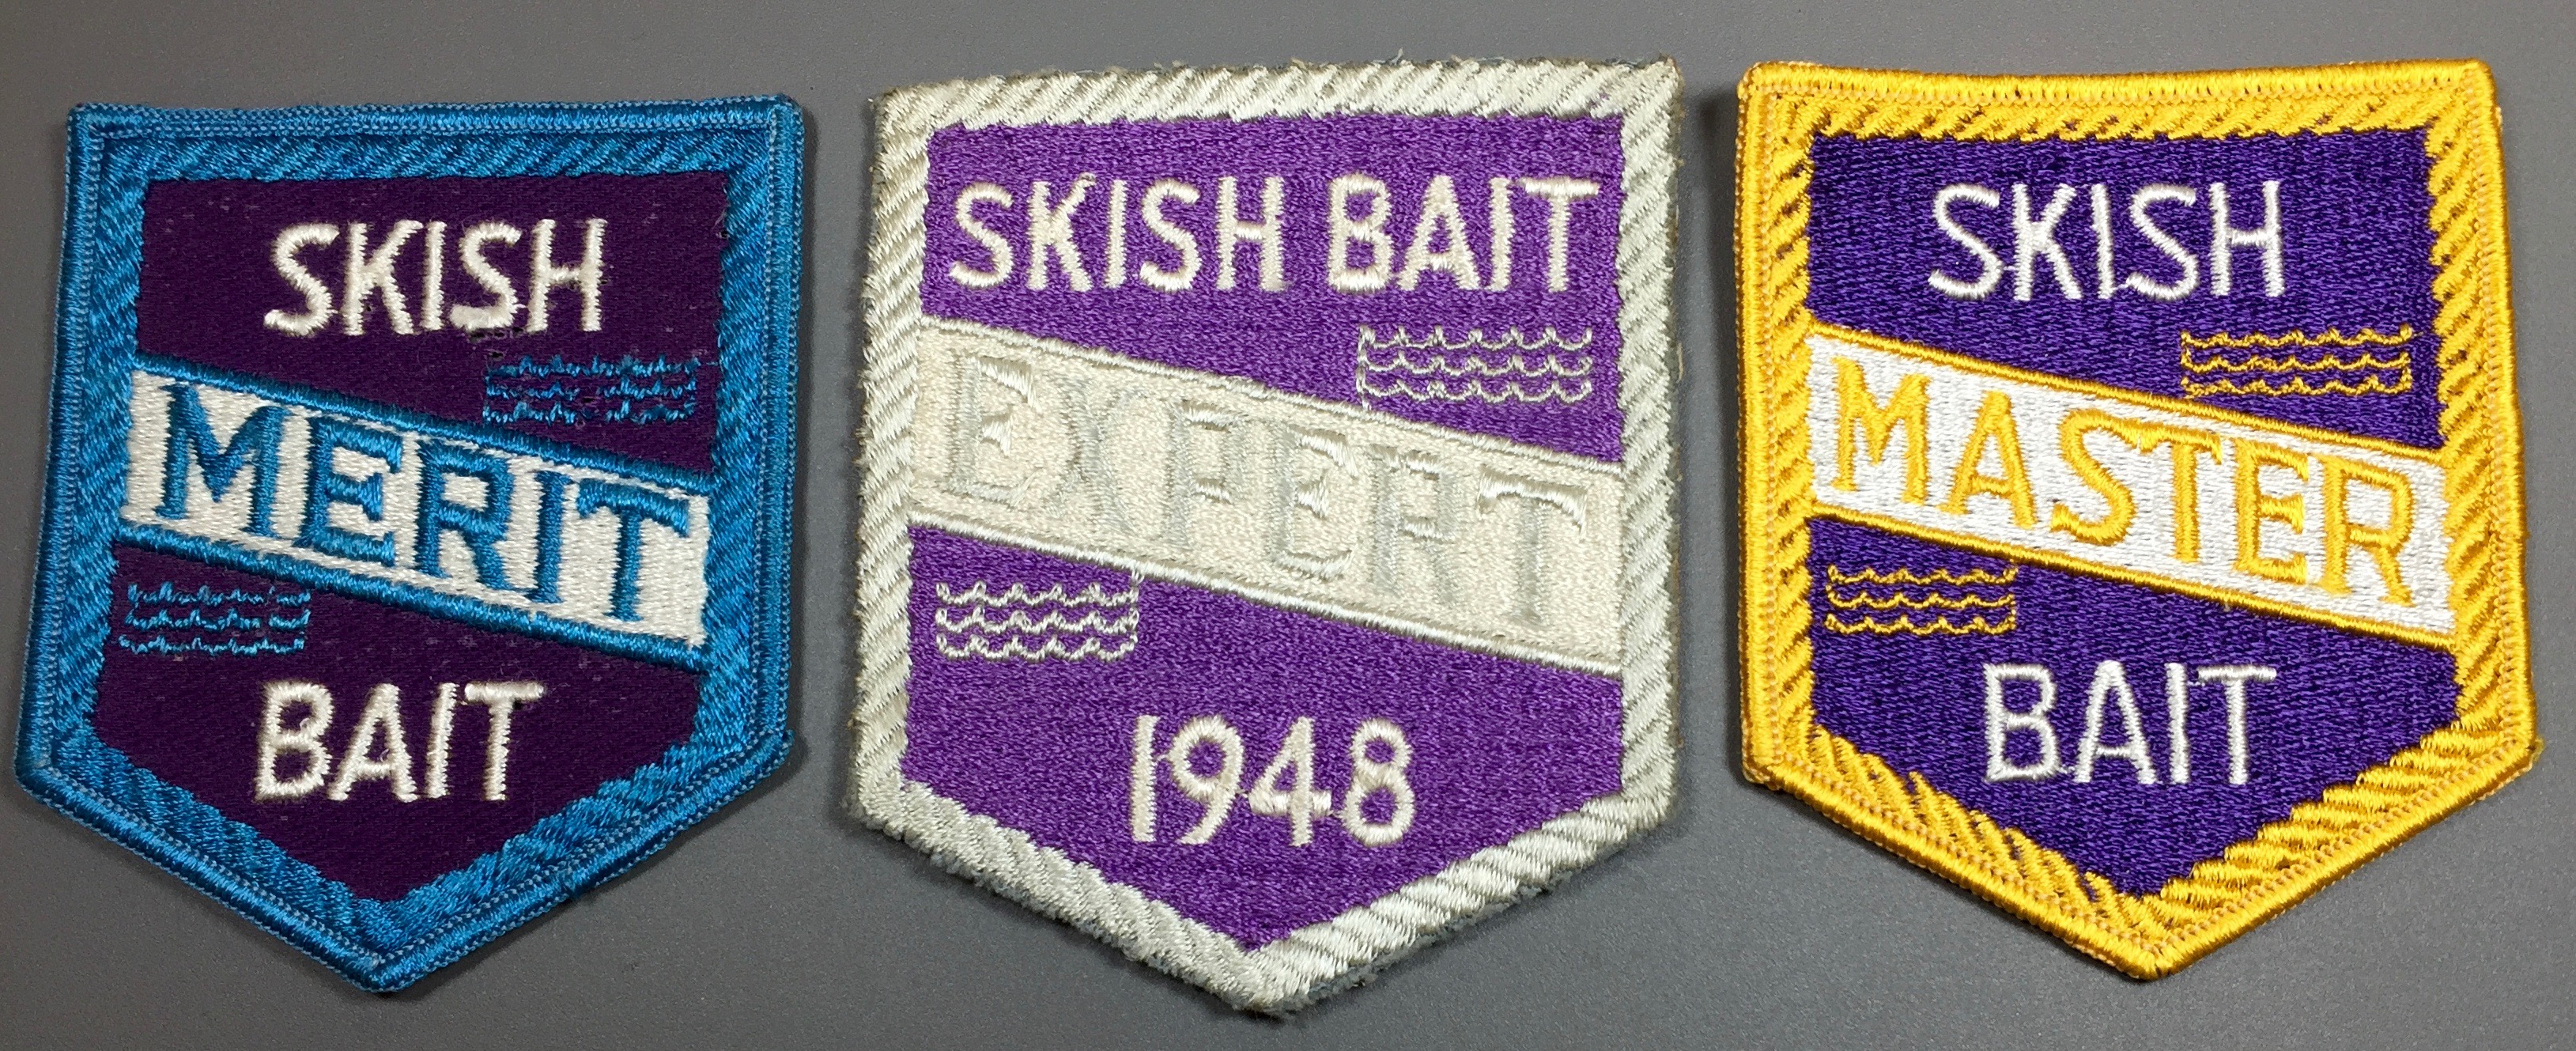 SKISH
MERIT
BAIT
SKISH BAIT
EXPERT
1948
SKISH
MASTER
BAIT